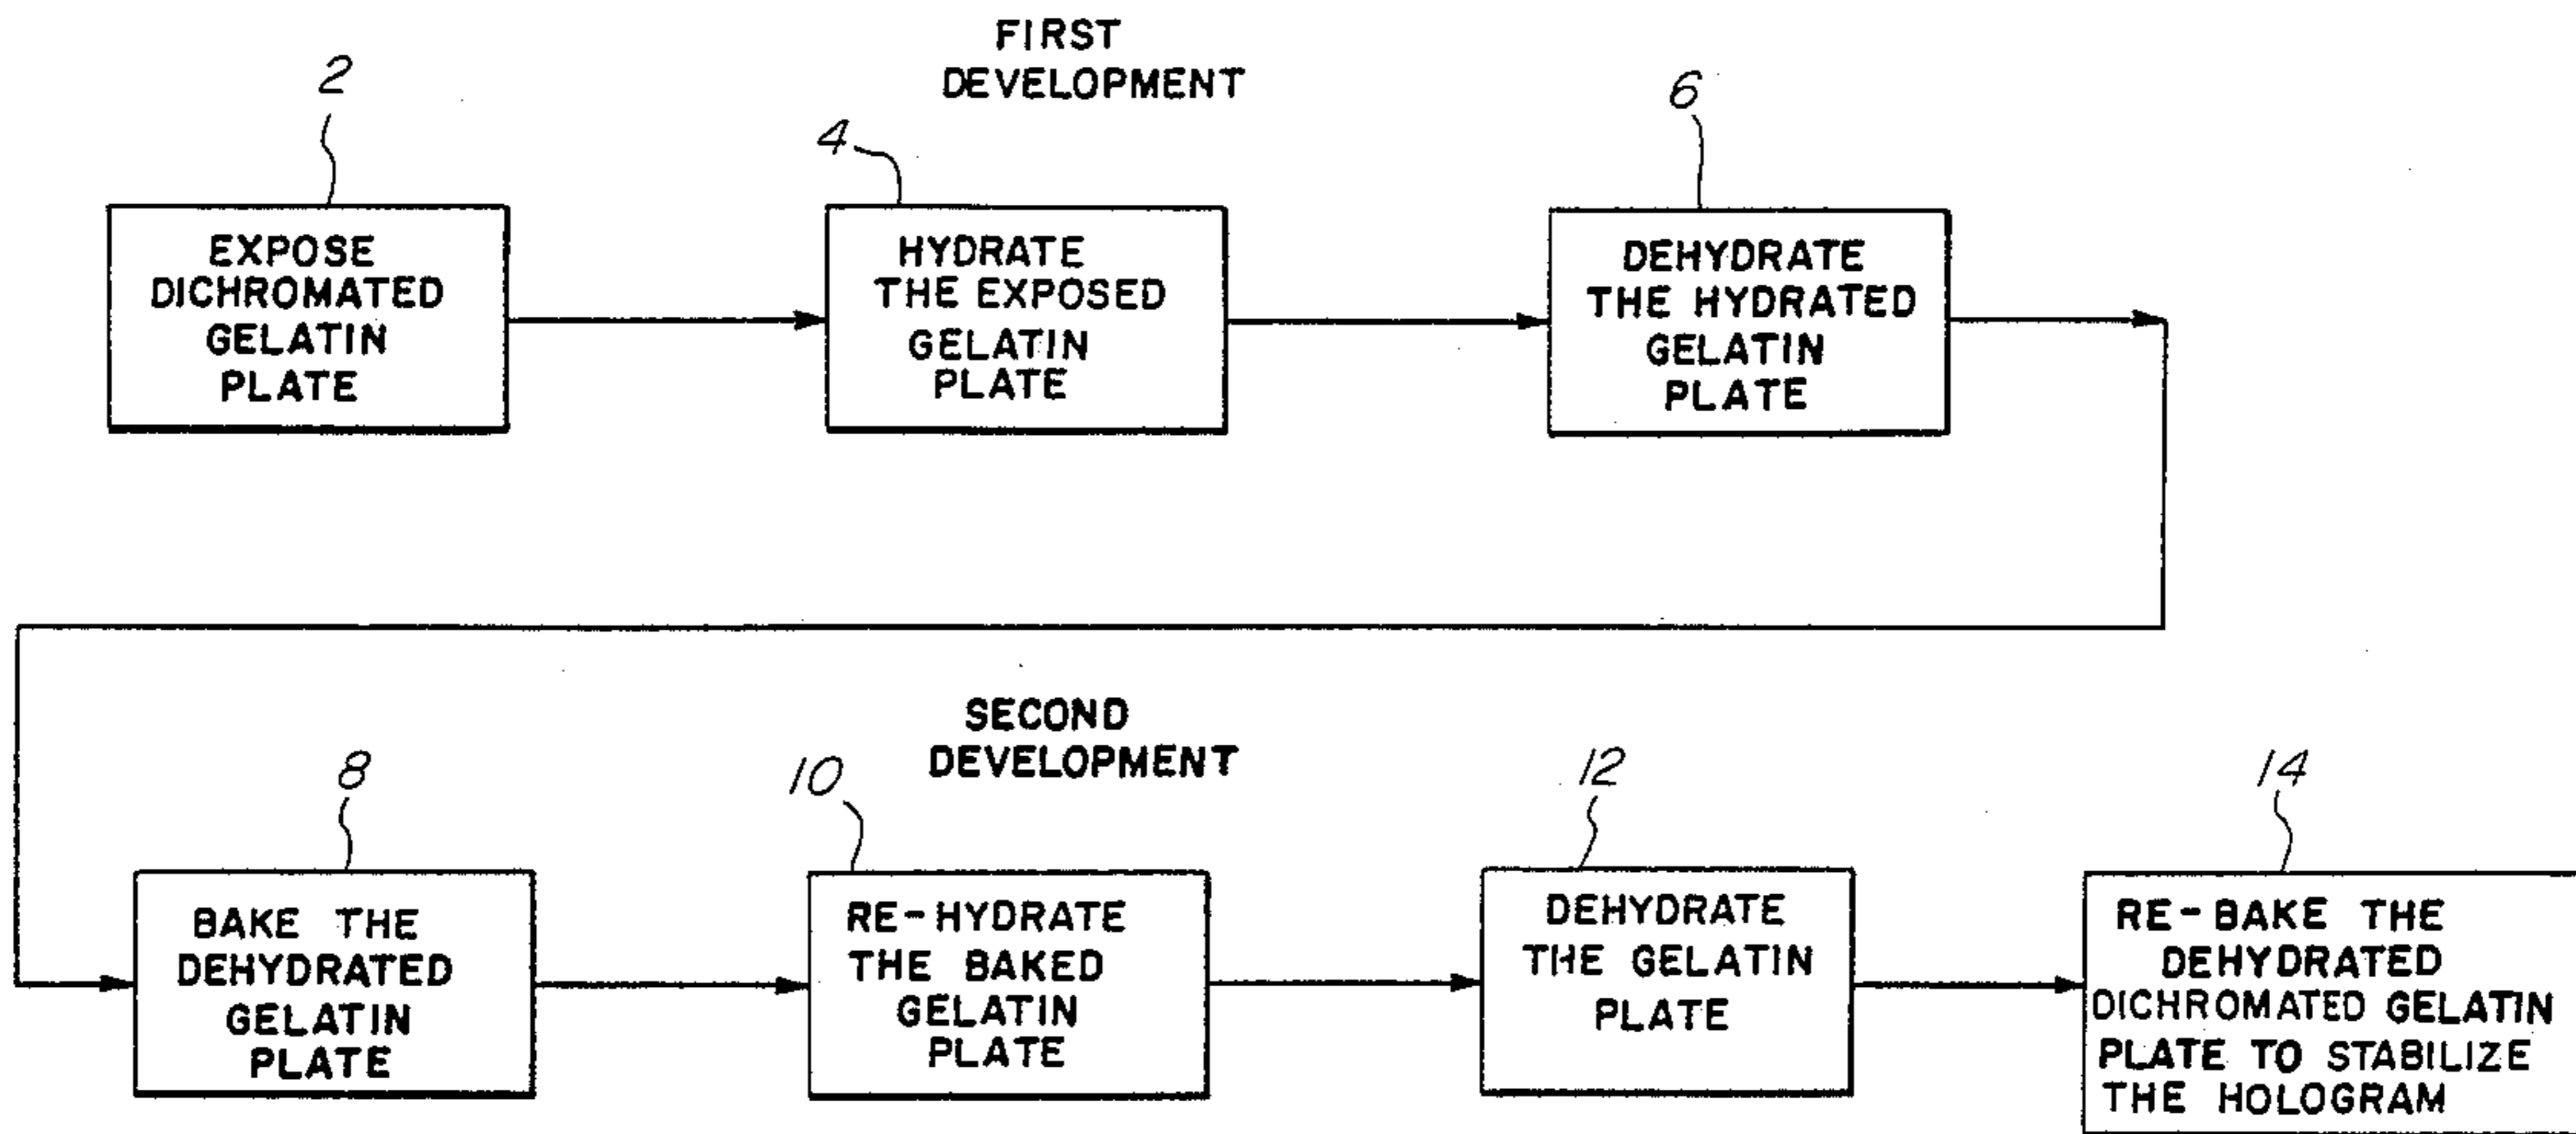 FIRST
DEVELOPMENT
2
4
6
EXPOSE
DICHROMATED
GELATIN
PLATE
HYDRATE
THE EXPOSED
GELATIN
PLATE
DEHYDRATE
THE HYDRATED
GELATIN
PLATE
SECOND
DEVELOPMENT
8
10
12
14
BAKE THE
DEHYDRATED
GELATIN
PLATE
RE-HYDRATE
THE BAKED
GELATIN
PLATE
DEHYDRATE
THE GELATIN
PLATE
RE-BAKE THE
DEHYDRATED
DICHROMATED GELATIN
PLATE TO STABILIZE
THE HOLOGRAM